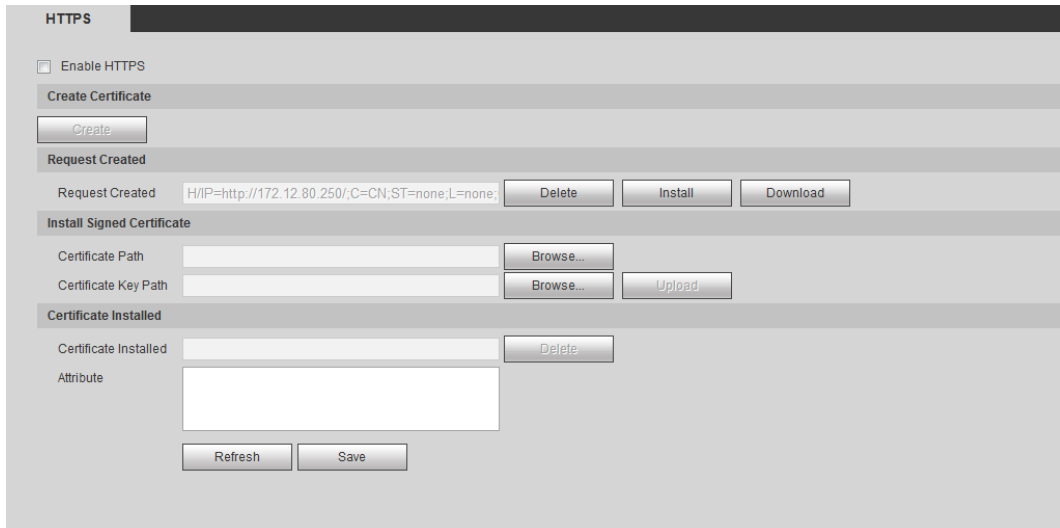 HTTPS
Enable HTTPS
Create Certificate
Create
Request Created
Request Created H/IP=http://172.12.80.250/;C=CN;ST=none;L=none; Delete Install Download
Install Signed Certificate
Certificate Path Browse...
Certificate Key Path Browse... Upload
Certificate Installed
Certificate Installed Delete
Attribute
Refresh Save